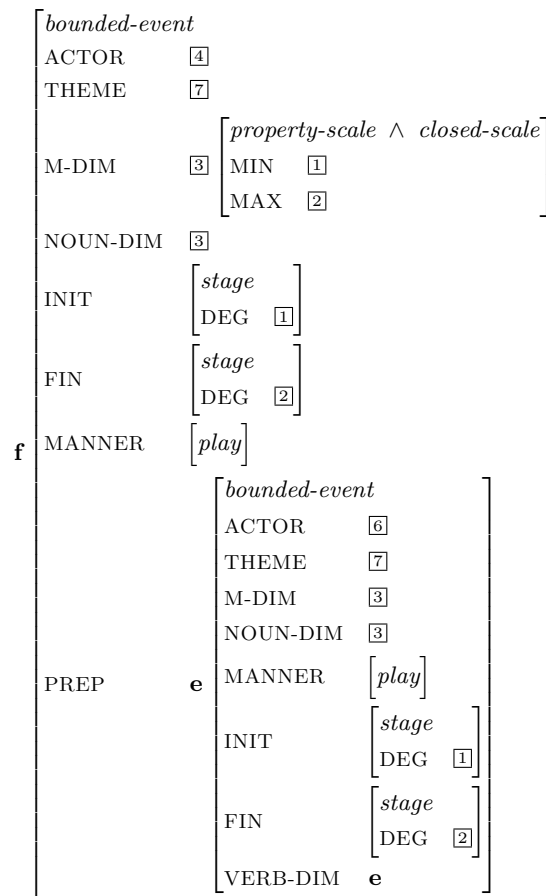 bounded-event
ACTOR 4
THEME 7
M-DIM 3
property-scale ∧ closed-scale
MIN 1
MAX 2
NOUN-DIM 3
INIT
stage
DEG 1
FIN
stage
DEG 2
f
MANNER play
PREP e
bounded-event
ACTOR 6
THEME 7
M-DIM 3
NOUN-DIM 3
MANNER play
INIT
stage
DEG 1
FIN
stage
DEG 2
VERB-DIM e